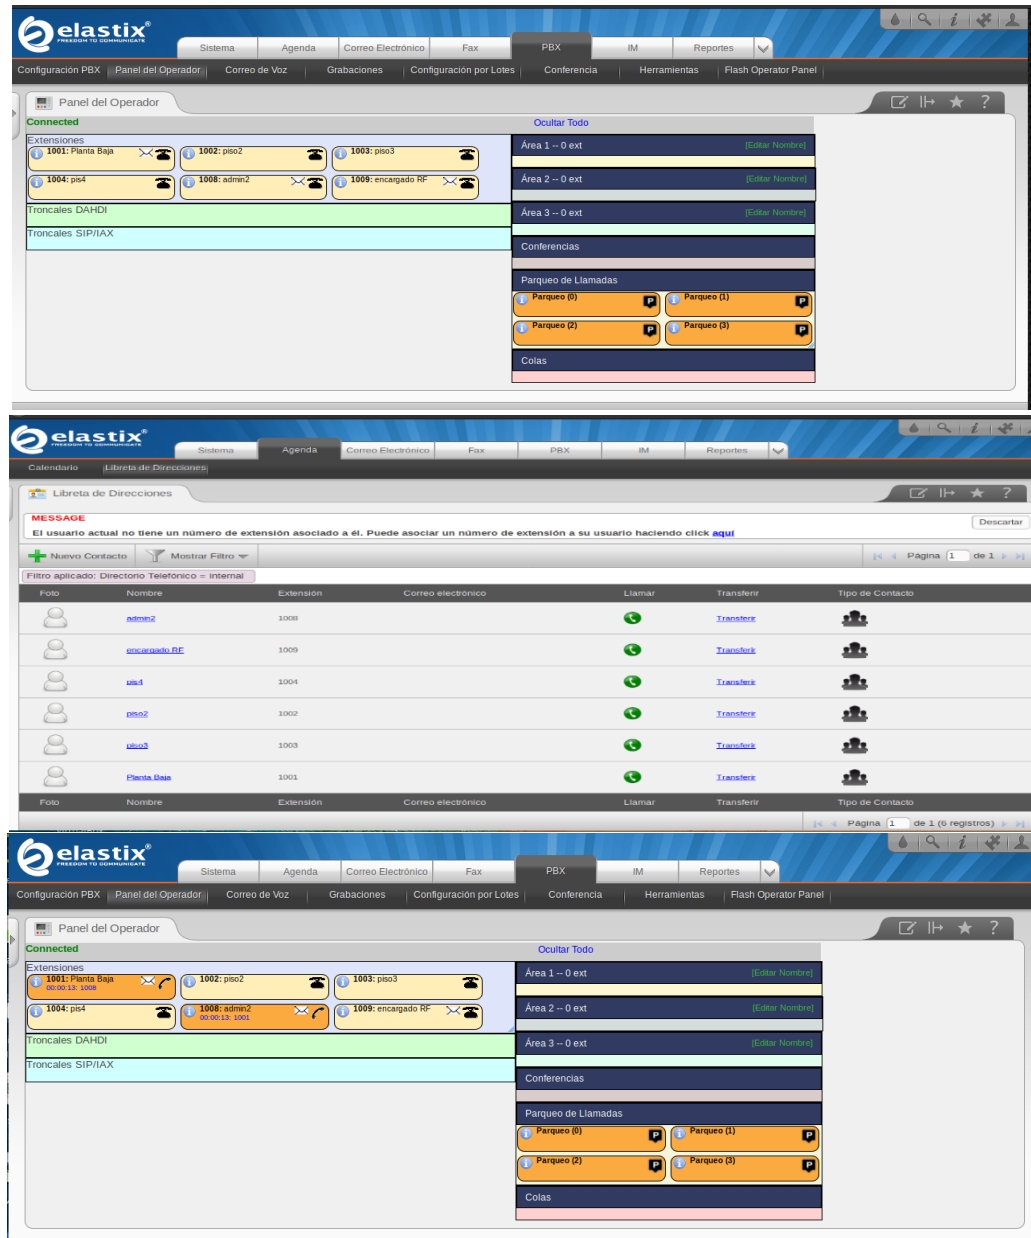 elastix®
FREEDOM TO COMMUNICATE
Sistema Agenda Correo Electrónico Fax PBX IM Reportes
Configuración PBX Panel del Operador Correo de Voz Grabaciones Configuración por Lotes Conferencia Herramientas Flash Operator Panel
Panel del Operador
Connected Ocultar Todo
Extensiones
1001: Planta Baja 1002: piso2 1003: piso3
1004: pis4 1008: admin2 1009: encargado RF
Troncales DAHDI
Troncales SIP/IAX
Área 1 -- 0 ext [Editar Nombre]
Área 2 -- 0 ext [Editar Nombre]
Área 3 -- 0 ext [Editar Nombre]
Conferencias
Parqueo de Llamadas
Parqueo (0) Parqueo (1)
Parqueo (2) Parqueo (3)
Colas
elastix®
FREEDOM TO COMMUNICATE
Sistema Agenda Correo Electrónico Fax PBX IM Reportes
Calendario Libreta de Direcciones
Libreta de Direcciones
MESSAGE
El usuario actual no tiene un número de extensión asociado a él. Puede asociar un número de extensión a su usuario haciendo click aquí
Descartar
Nuevo Contacto Mostrar Filtro Página 1 de 1
Filtro aplicado: Directorio Telefónico = Internal
Foto Nombre Extensión Correo electrónico Llamar Transferir Tipo de Contacto
admin2 1008 Transferir
encargado RF 1009 Transferir
pis4 1004 Transferir
piso2 1002 Transferir
piso3 1003 Transferir
Planta Baja 1001 Transferir
Foto Nombre Extensión Correo electrónico Llamar Transferir Tipo de Contacto
Página 1 de 1 (6 registros)
elastix®
FREEDOM TO COMMUNICATE
Sistema Agenda Correo Electrónico Fax PBX IM Reportes
Configuración PBX Panel del Operador Correo de Voz Grabaciones Configuración por Lotes Conferencia Herramientas Flash Operator Panel
Panel del Operador
Connected Ocultar Todo
Extensiones
1001: Planta Baja 1002: piso2 1003: piso3
00:00:13: 1008
1004: pis4 1008: admin2 1009: encargado RF
00:00:13: 1001
Troncales DAHDI
Troncales SIP/IAX
Área 1 -- 0 ext [Editar Nombre]
Área 2 -- 0 ext [Editar Nombre]
Área 3 -- 0 ext [Editar Nombre]
Conferencias
Parqueo de Llamadas
Parqueo (0) Parqueo (1)
Parqueo (2) Parqueo (3)
Colas